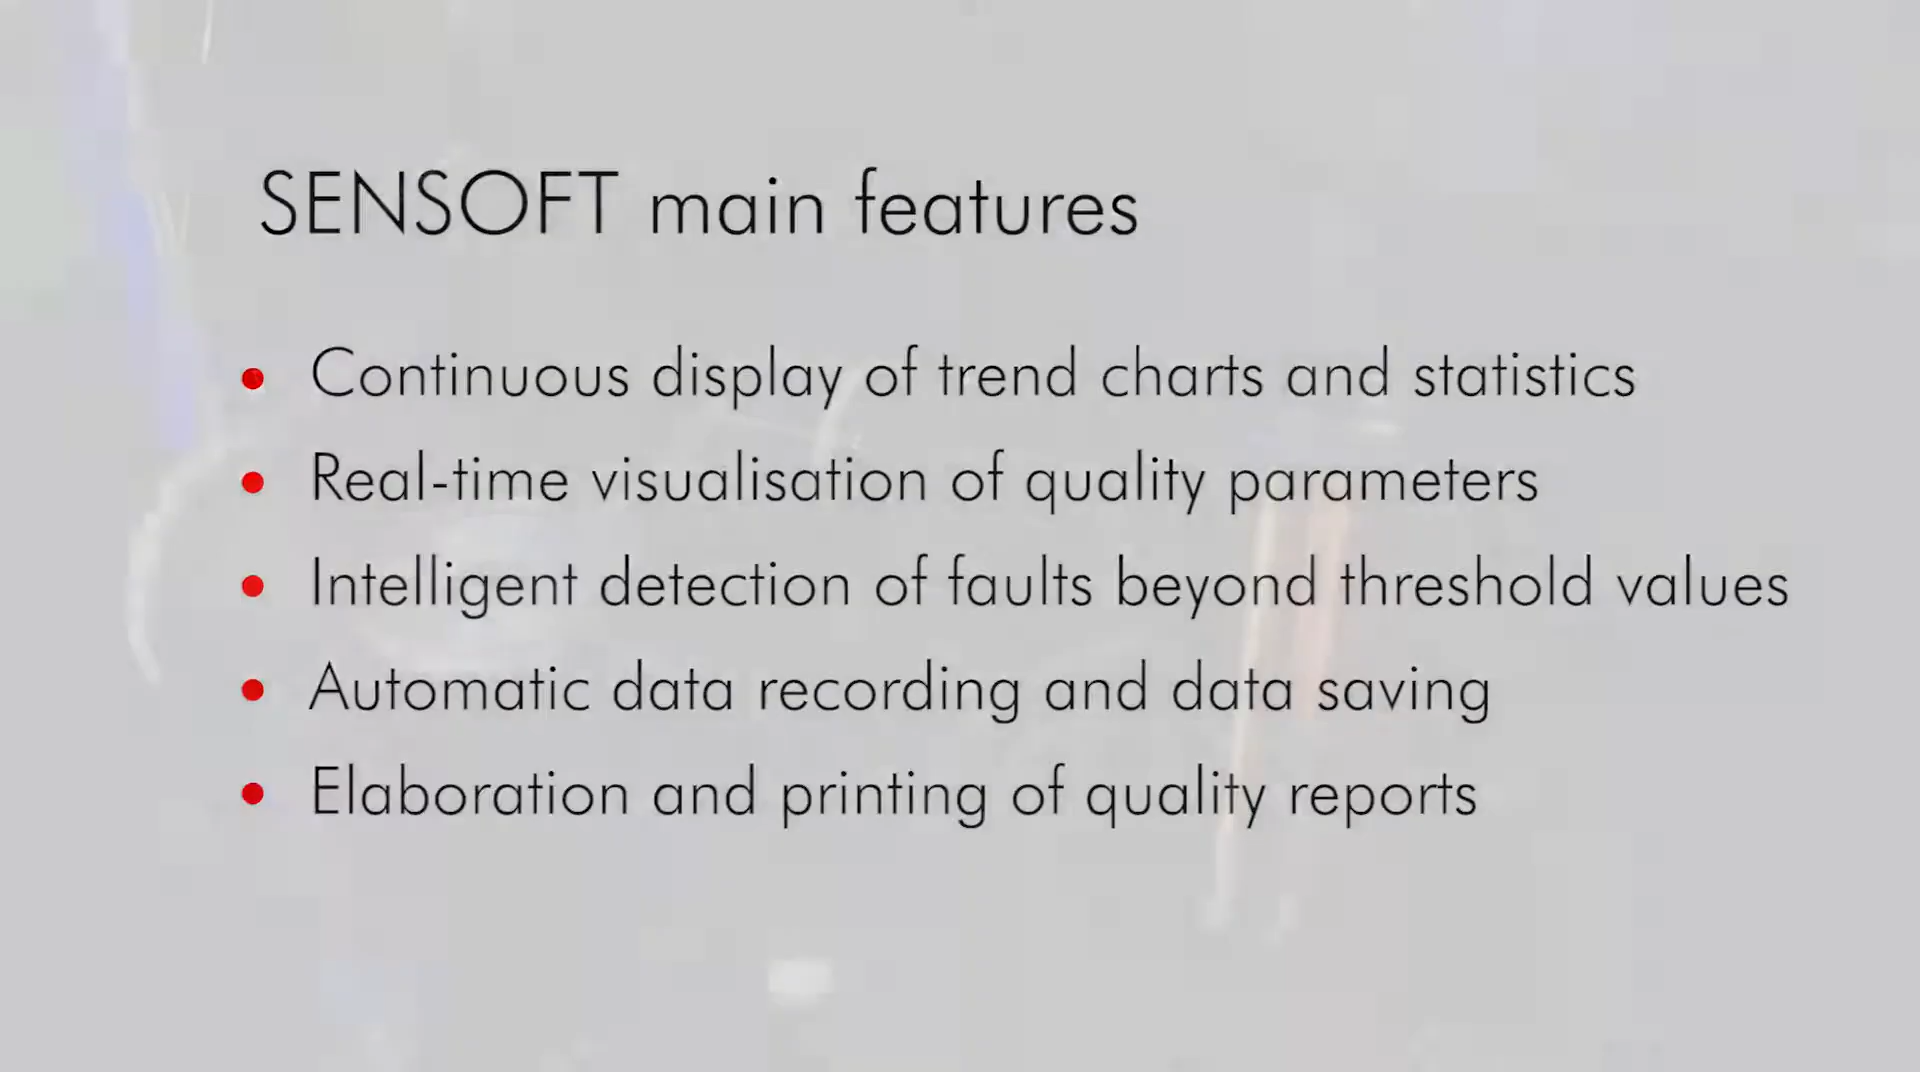 SENSOFT main features
• Continuous display of trend charts and statistics
• Real-time visualisation of quality parameters
• Intelligent detection of faults beyond threshold values
• Automatic data recording and data saving
• Elaboration and printing of quality reports